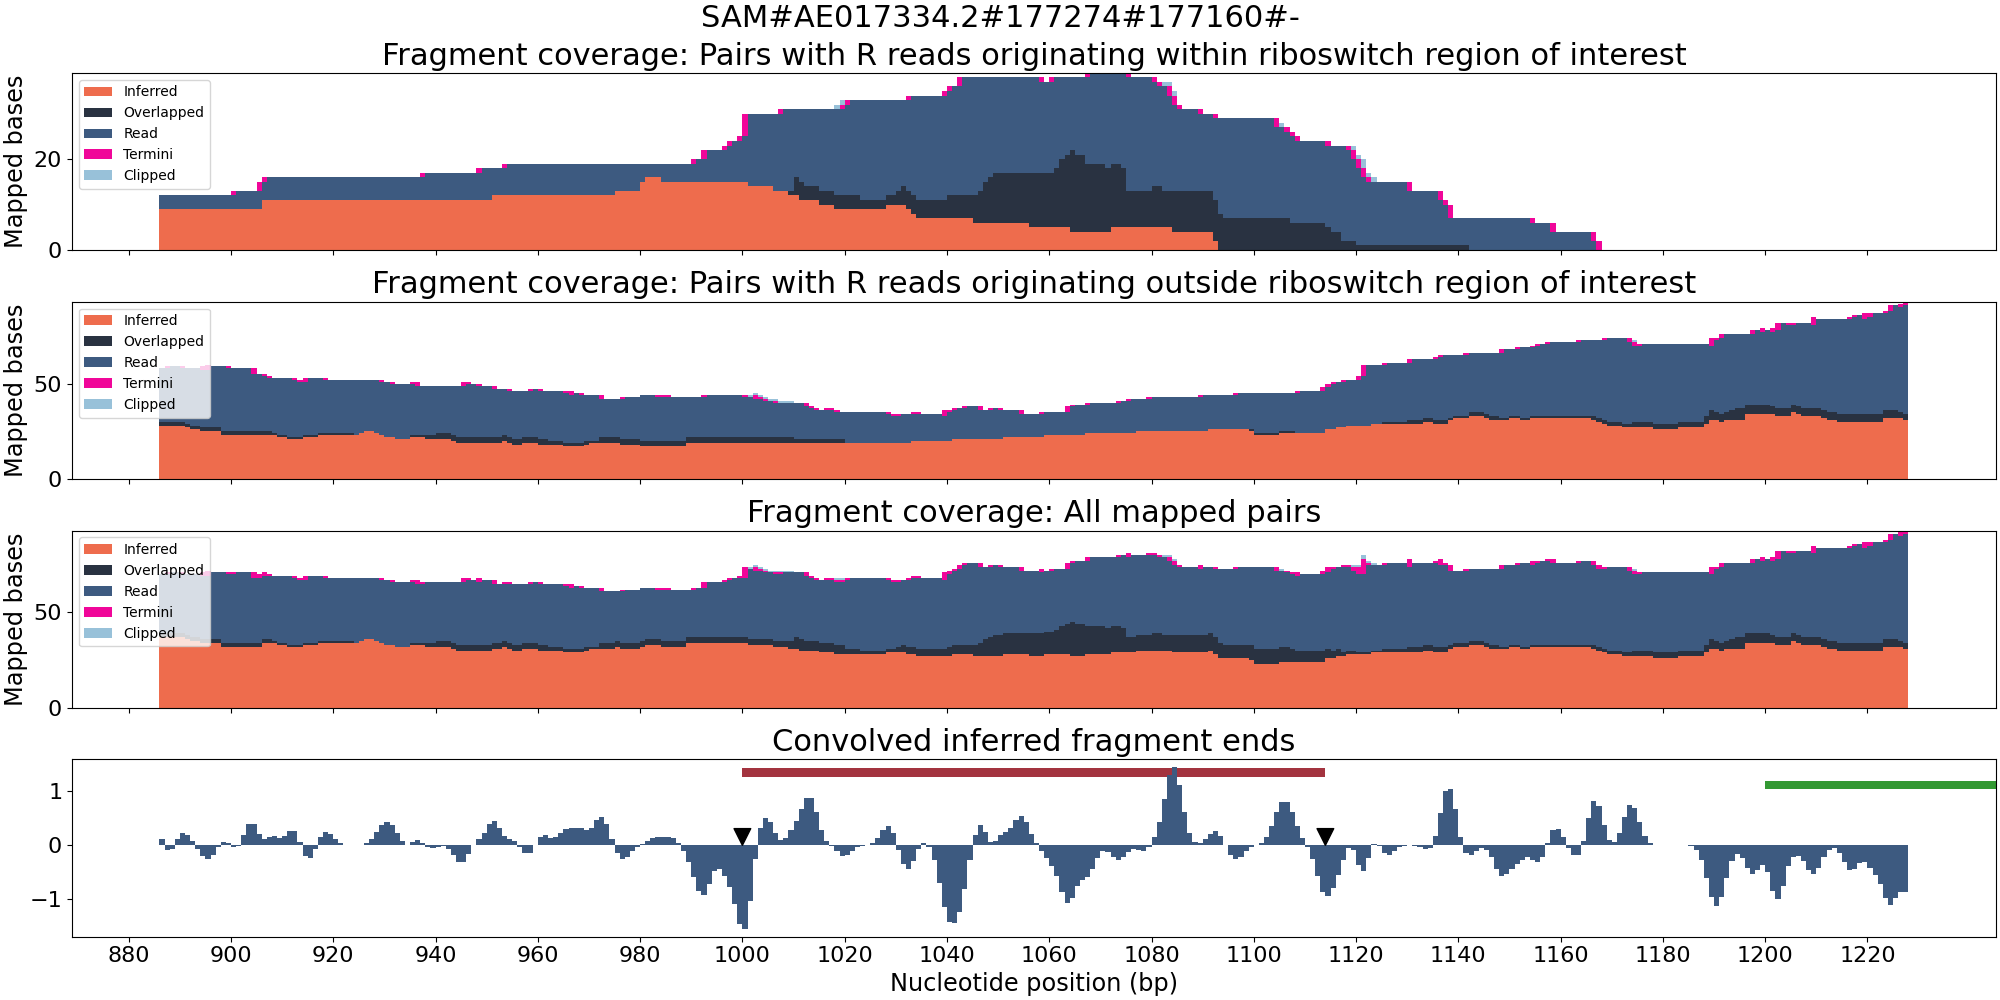 SAM#AE017334.2#177274#177160#-
Fragment coverage: Pairs with R reads originating within riboswitch region of interest
Mapped bases
20
0
Inferred
Overlapped
Read
Termini
Clipped
Fragment coverage: Pairs with R reads originating outside riboswitch region of interest
Mapped bases
50
0
Inferred
Overlapped
Read
Termini
Clipped
Fragment coverage: All mapped pairs
Mapped bases
50
0
Inferred
Overlapped
Read
Termini
Clipped
Convolved inferred fragment ends
1
0
−1
880 900 920 940 960 980 1000 1020 1040 1060 1080 1100 1120 1140 1160 1180 1200 1220
Nucleotide position (bp)